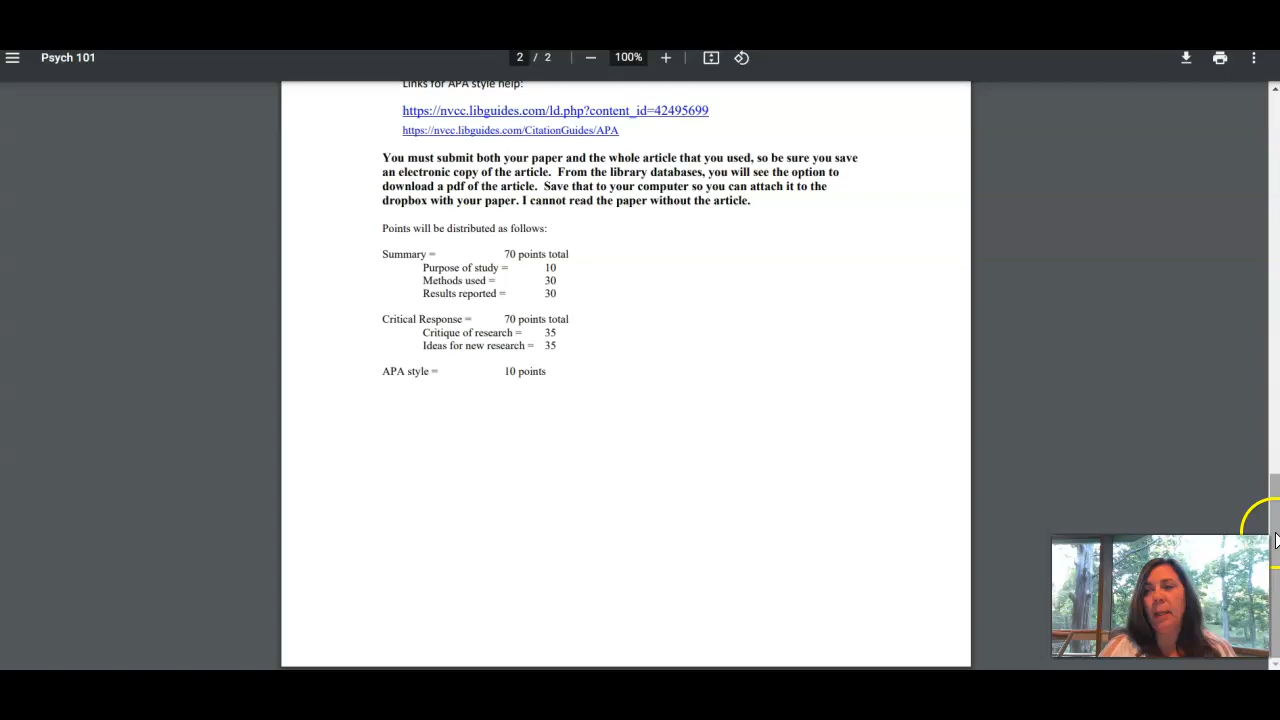 Psych 101
2 / 2
100%
Links for APA style help:
https://nvcc.libguides.com/ld.php?content_id=42495699
https://nvcc.libguides.com/CitationGuides/APA
You must submit both your paper and the whole article that you used, so be sure you save
an electronic copy of the article. From the library databases, you will see the option to
download a pdf of the article. Save that to your computer so you can attach it to the
dropbox with your paper. I cannot read the paper without the article.
Points will be distributed as follows:
Summary = 70 points total
Purpose of study = 10
Methods used = 30
Results reported = 30
Critical Response = 70 points total
Critique of research = 35
Ideas for new research = 35
APA style = 10 points